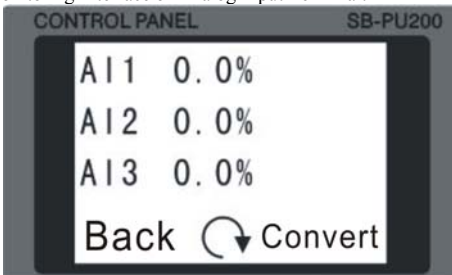 CONTROL PANEL SB-PU200
AI1 0.0%
AI2 0.0%
AI3 0.0%
Back Convert